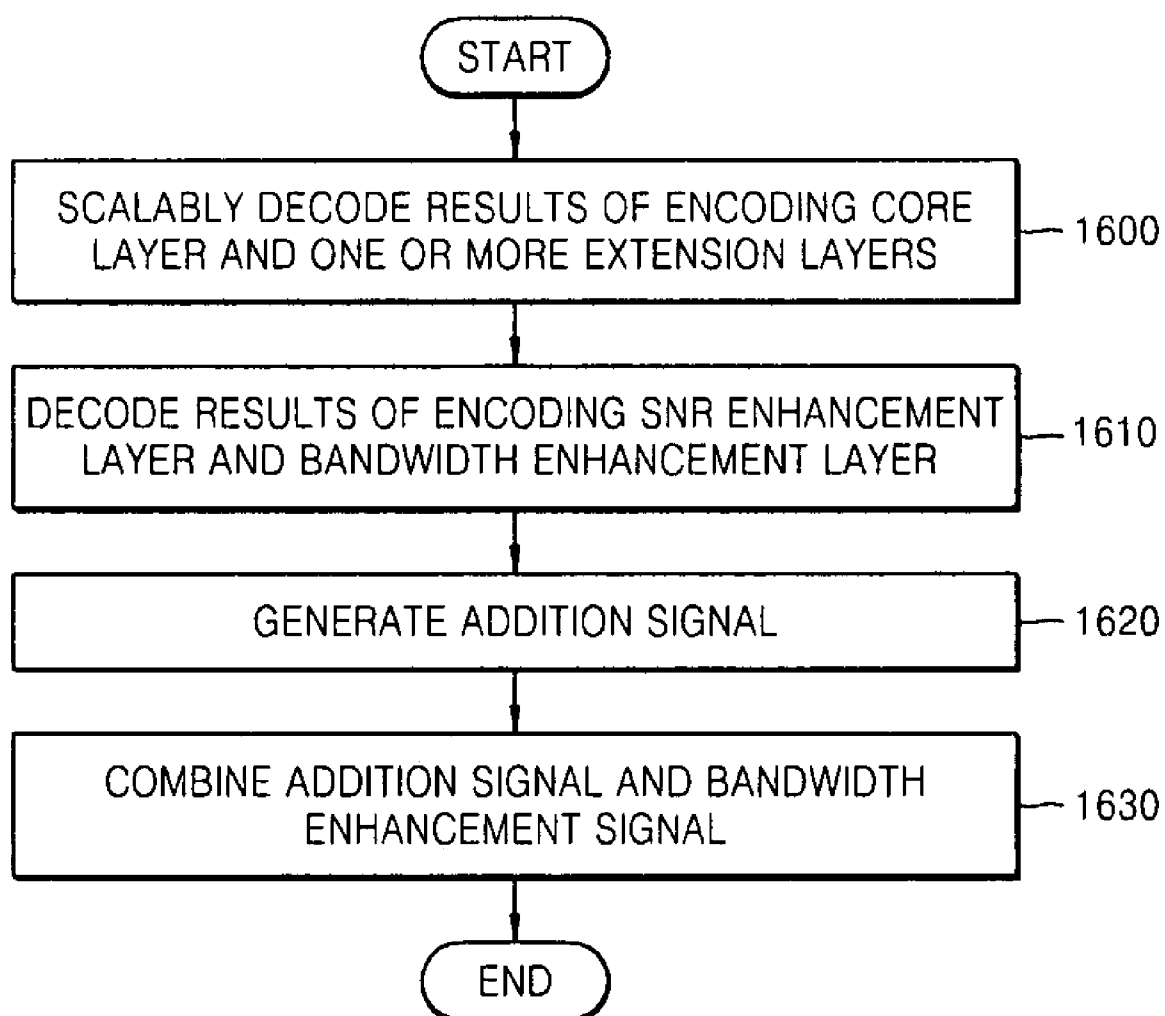 START
SCALABLY DECODE RESULTS OF ENCODING CORE
LAYER AND ONE OR MORE EXTENSION LAYERS
1600
DECODE RESULTS OF ENCODING SNR ENHANCEMENT
LAYER AND BANDWIDTH ENHANCEMENT LAYER
1610
GENERATE ADDITION SIGNAL
1620
COMBINE ADDITION SIGNAL AND BANDWIDTH
ENHANCEMENT SIGNAL
1630
END